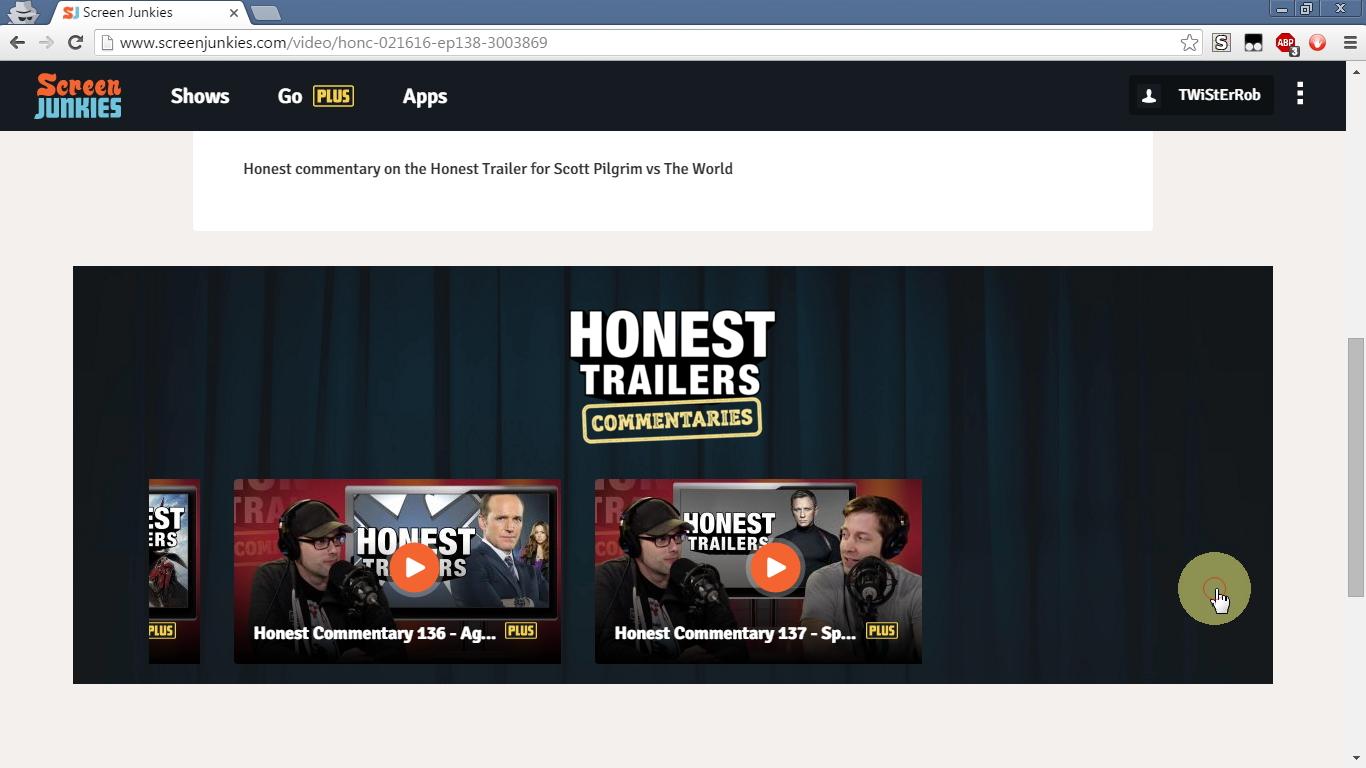 Screen Junkies
www.screenjunkies.com/video/honc-021616-ep138-3003869
S
ABP
3
SCREEN
JUNKIES
Shows
Go PLUS
Apps
TWiStErRob
Honest commentary on the Honest Trailer for Scott Pilgrim vs The World
HONEST
TRAILERS
COMMENTARIES
EST
ERS
PLUS
HONEST
TRAILERS
Honest Commentary 136 - Ag... PLUS
HONEST
TRAILERS
Honest Commentary 137 - Sp... PLUS